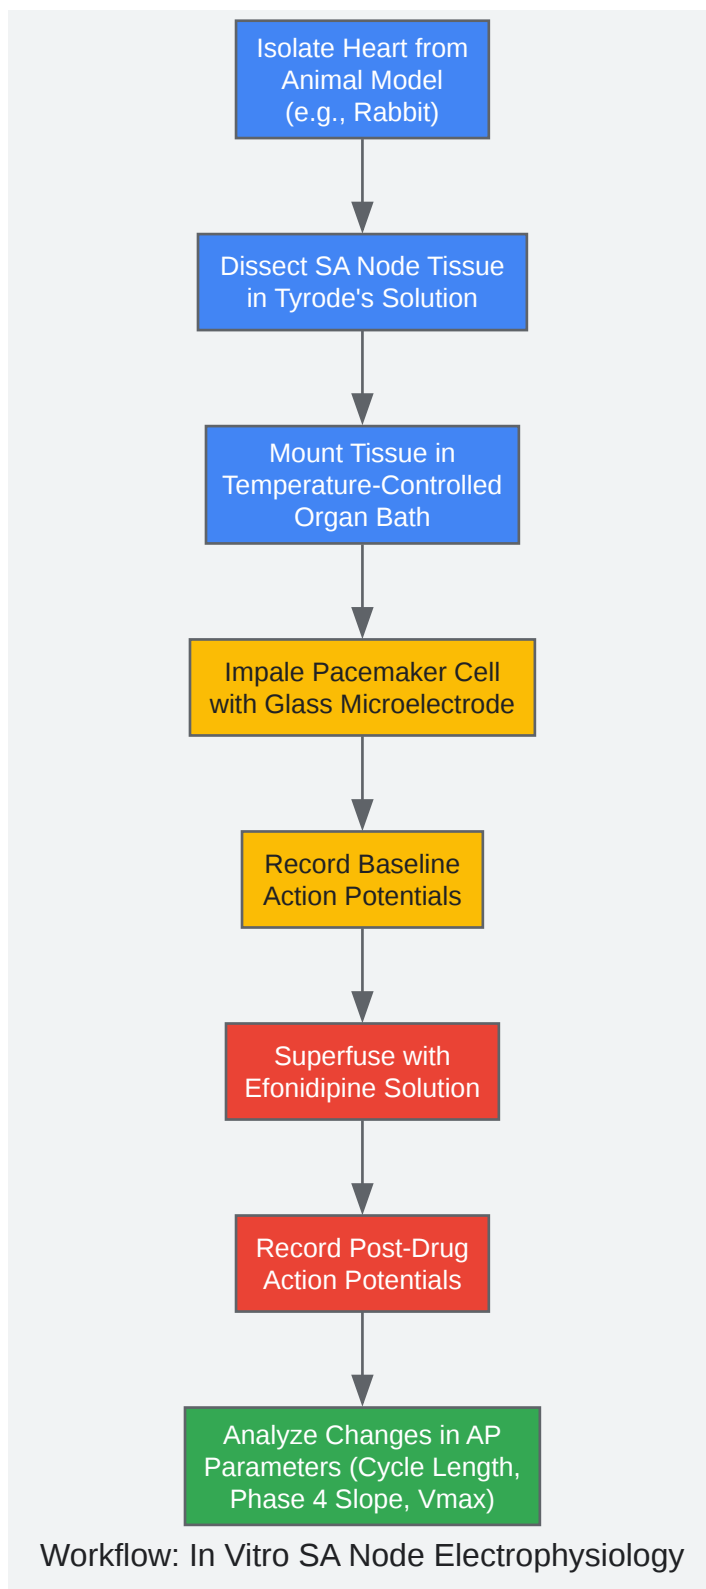 Isolate Heart from
Animal Model
(e.g., Rabbit)
Dissect SA Node Tissue
in Tyrode's Solution
Mount Tissue in
Temperature-Controlled
Organ Bath
Impale Pacemaker Cell
with Glass Microelectrode
Record Baseline
Action Potentials
Superfuse with
Efonidipine Solution
Record Post-Drug
Action Potentials
Analyze Changes in AP
Parameters (Cycle Length,
Phase 4 Slope, Vmax)
Workflow: In Vitro SA Node Electrophysiology